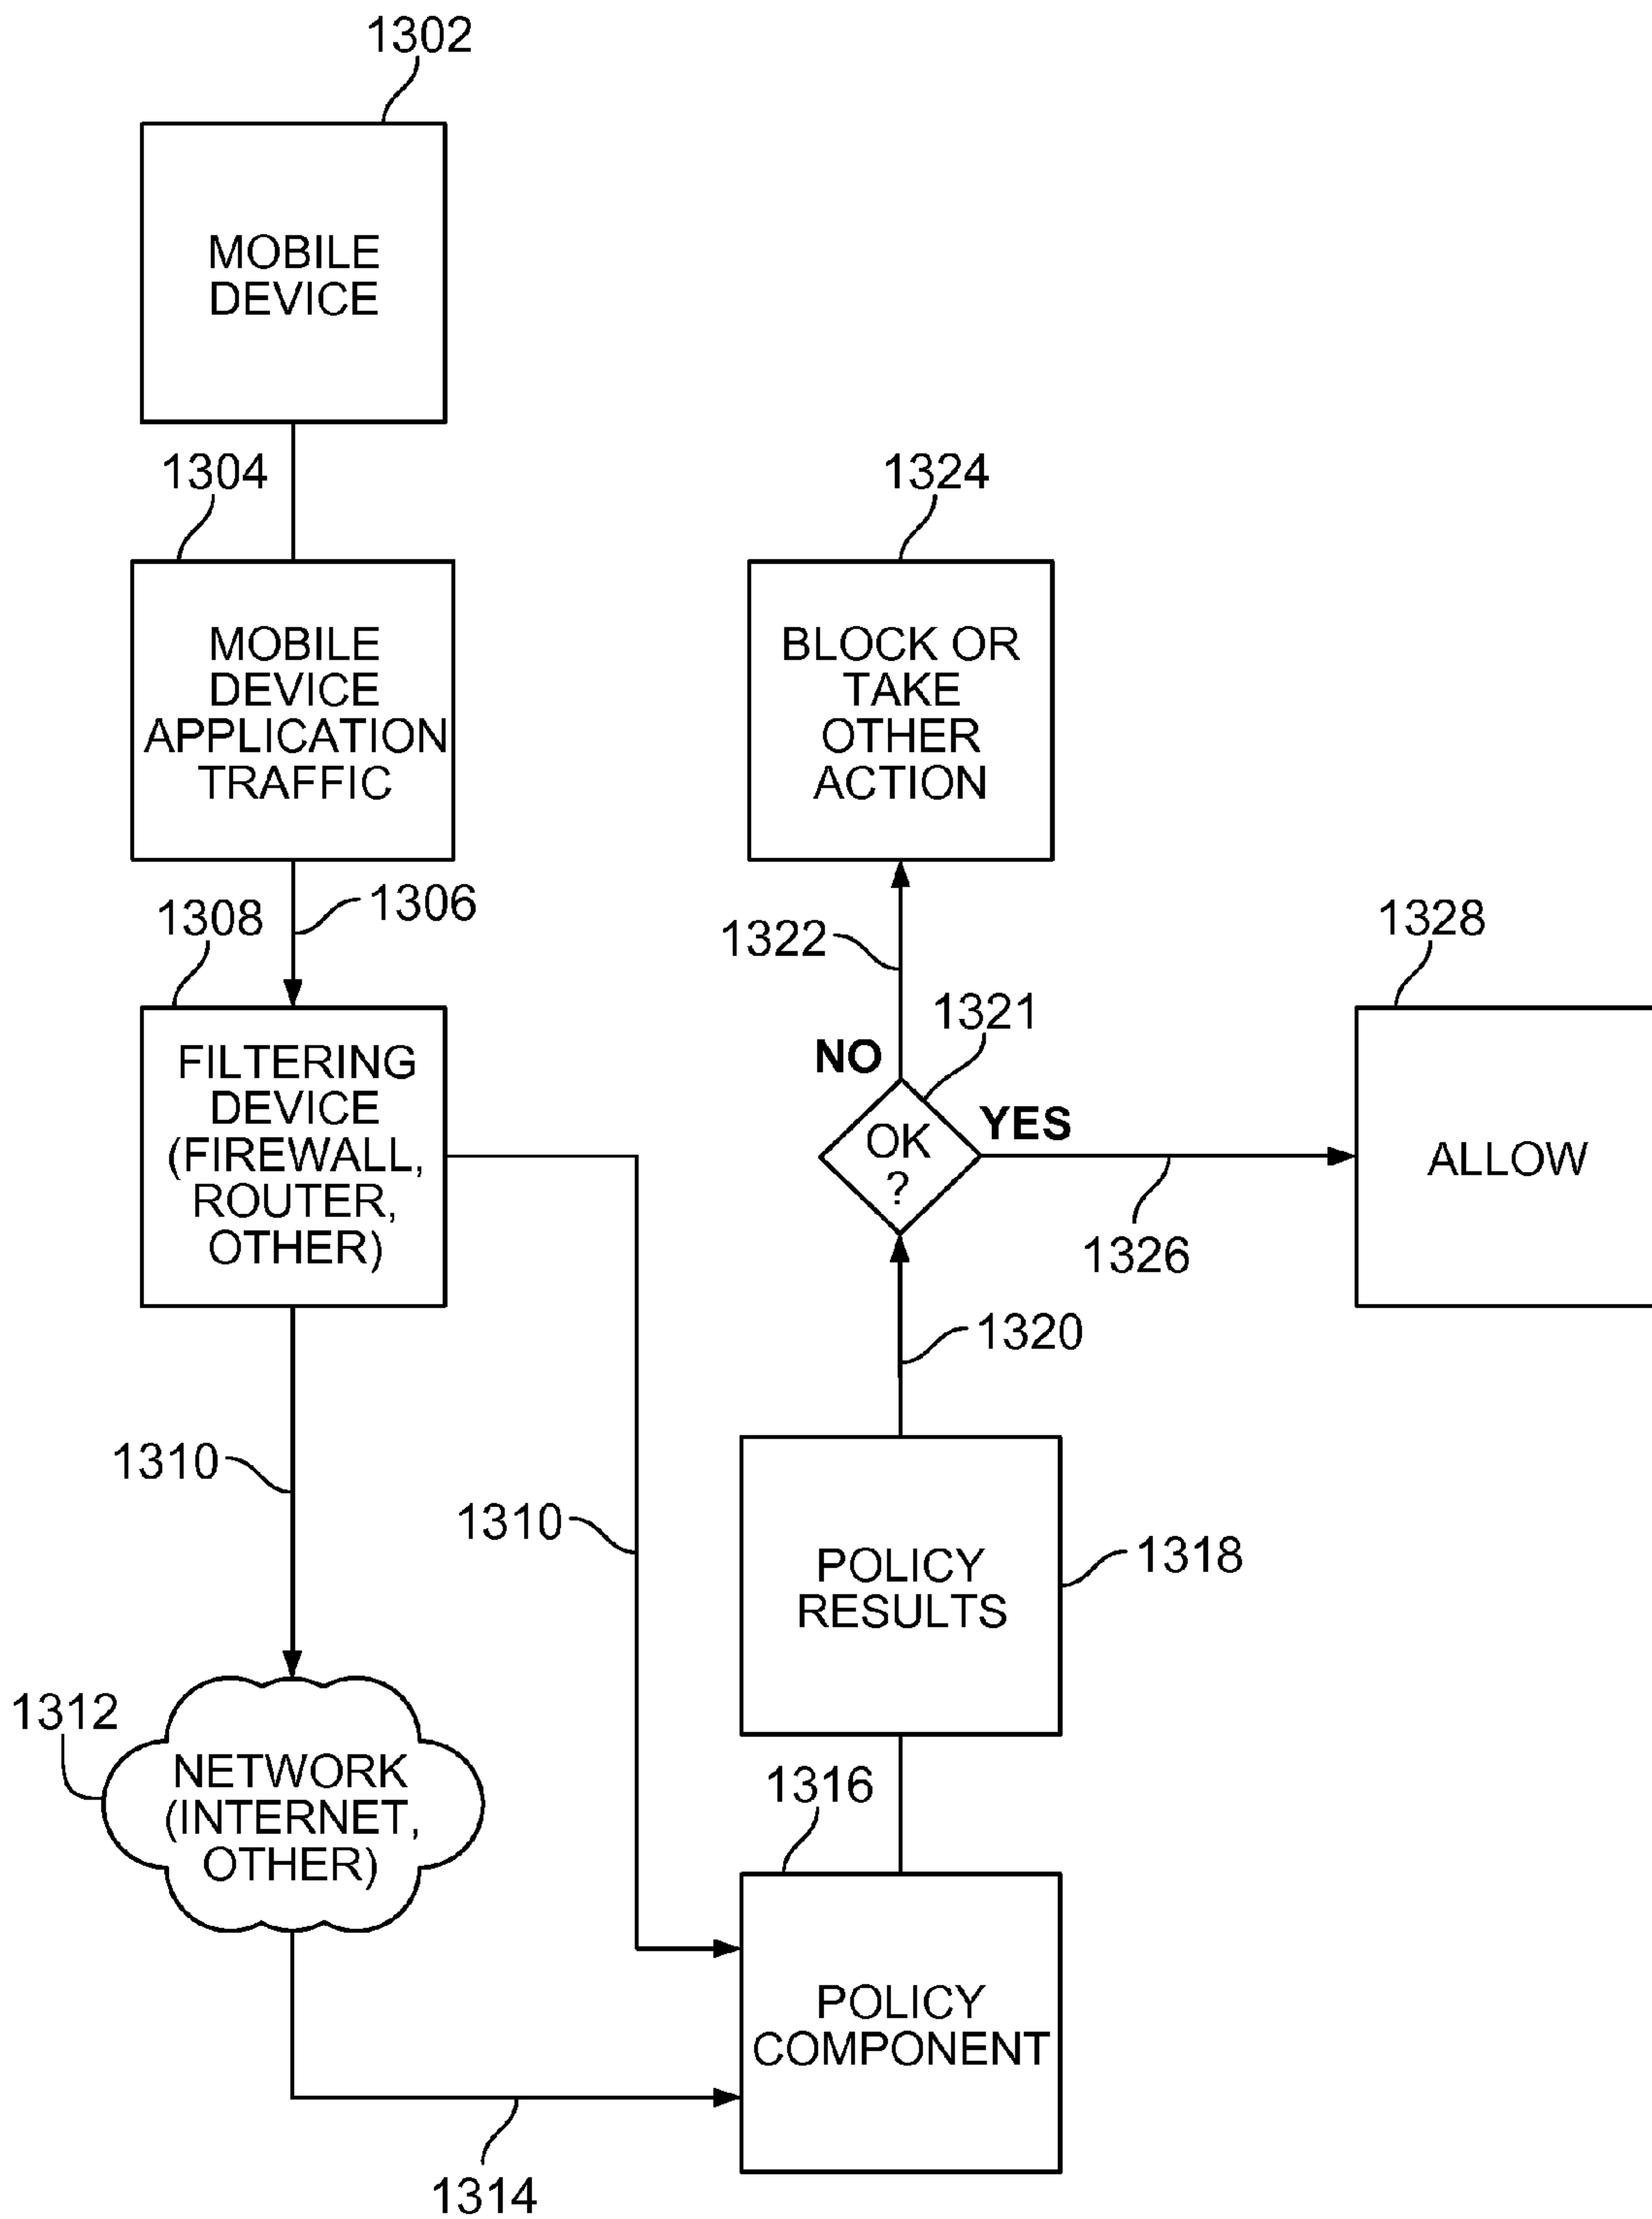 1302
MOBILE
DEVICE
1304
MOBILE
DEVICE
APPLICATION
TRAFFIC
1306
1308
FILTERING
DEVICE
(FIREWALL,
ROUTER,
OTHER)
1310
1310
1312
NETWORK
(INTERNET,
OTHER)
1314
1316
POLICY
COMPONENT
1318
POLICY
RESULTS
1320
1321
OK
?
NO
1322
1324
BLOCK OR
TAKE
OTHER
ACTION
YES
1326
1328
ALLOW